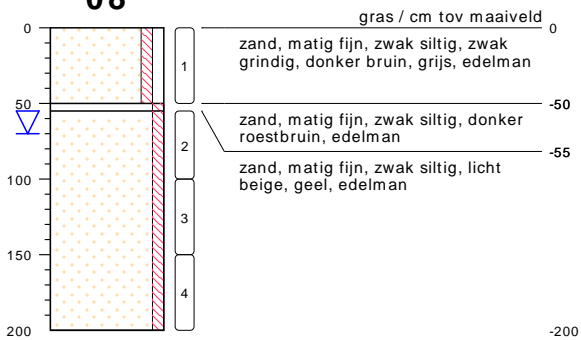 08
gras / cm tov maaiveld
0
0
zand, matig fijn, zwak siltig, zwak
grindig, donker bruin, grijs, edelman
1
50
-50
zand, matig fijn, zwak siltig, donker
roestbruin, edelman
2
-55
zand, matig fijn, zwak siltig, licht
beige, geel, edelman
100
3
150
4
200
-200